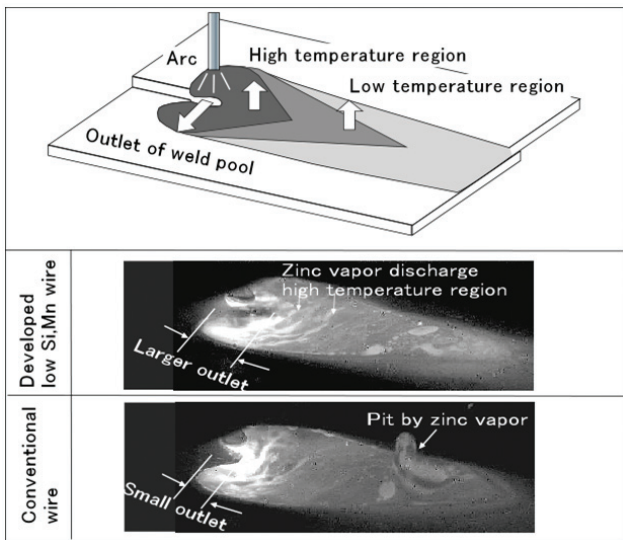 Arc
High temperature region
Low temperature region
Outlet of weld pool
Developed
low Si,Mn wire
Zinc vapor discharge
high temperature region
Larger outlet
Conventional
wire
Pit by zinc vapor
Small outlet